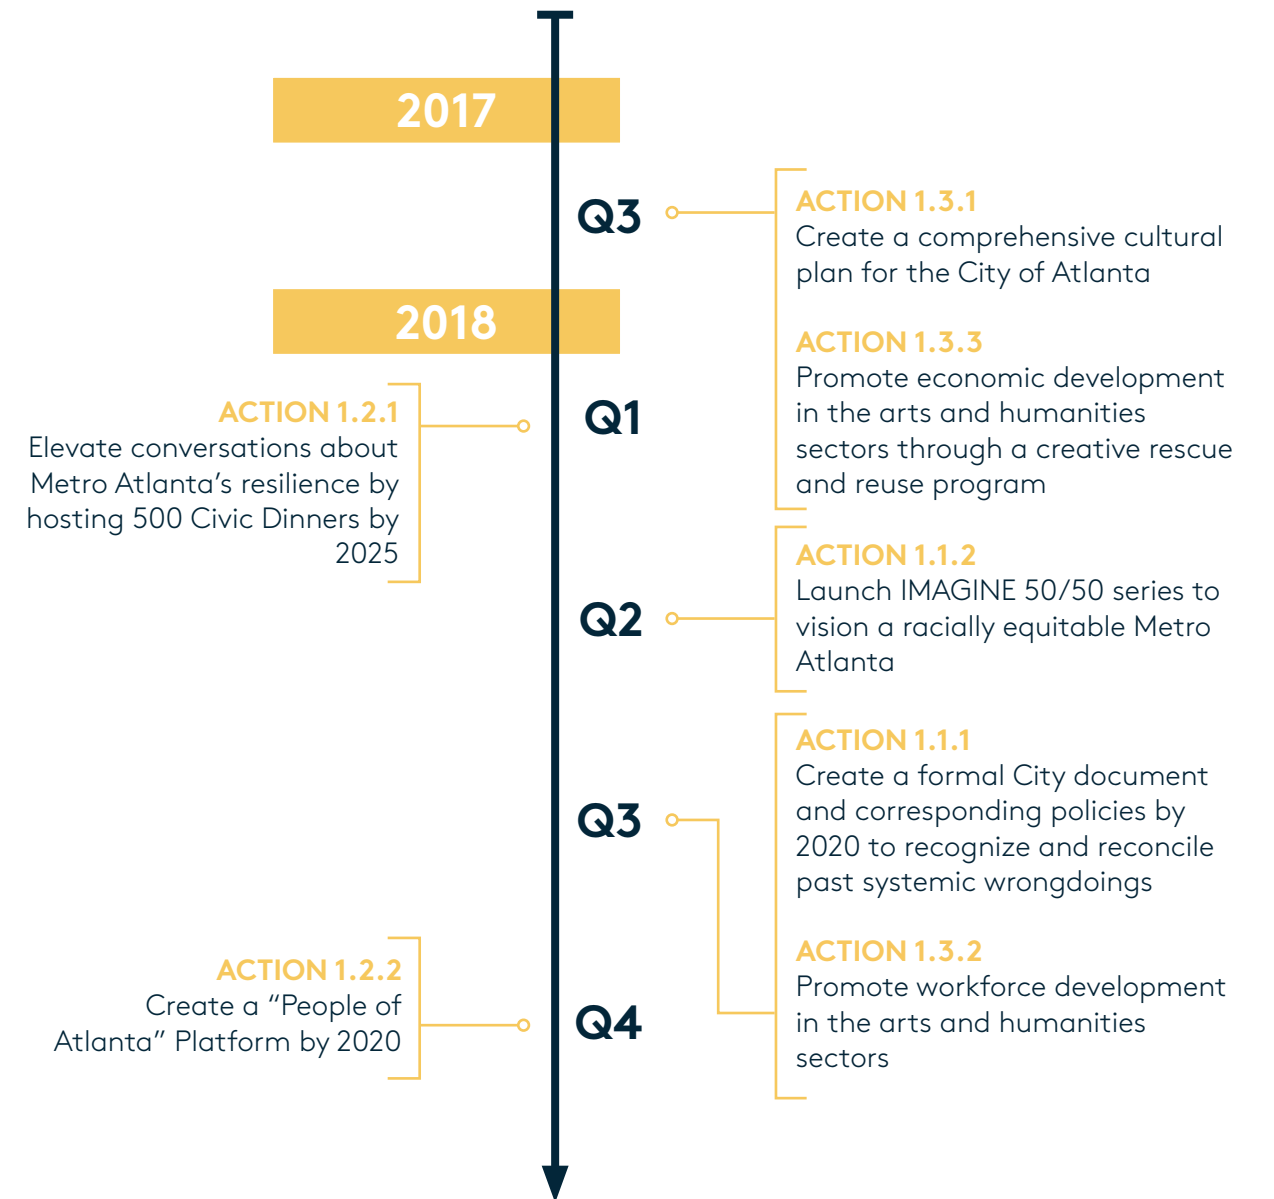 2017
Q3
ACTION 1.3.1
Create a comprehensive cultural
plan for the City of Atlanta
ACTION 1.3.3
Promote economic development
in the arts and humanities
sectors through a creative rescue
and reuse program
2018
Q1
ACTION 1.2.1
Elevate conversations about
Metro Atlanta’s resilience by
hosting 500 Civic Dinners by
2025
Q2
ACTION 1.1.2
Launch IMAGINE 50/50 series to
vision a racially equitable Metro
Atlanta
Q3
ACTION 1.1.1
Create a formal City document
and corresponding policies by
2020 to recognize and reconcile
past systemic wrongdoings
ACTION 1.3.2
Promote workforce development
in the arts and humanities
sectors
Q4
ACTION 1.2.2
Create a “People of
Atlanta” Platform by 2020